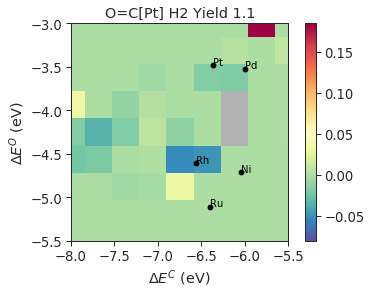 O=C[Pt] H2 Yield 1.1
−3.0
−3.5
−4.0
−4.5
−5.0
−5.5
ΔE^O (eV)
Pt
Pd
Rh
Ni
Ru
−8.0 −7.5 −7.0 −6.5 −6.0 −5.5
ΔE^C (eV)
0.15
0.10
0.05
0.00
−0.05